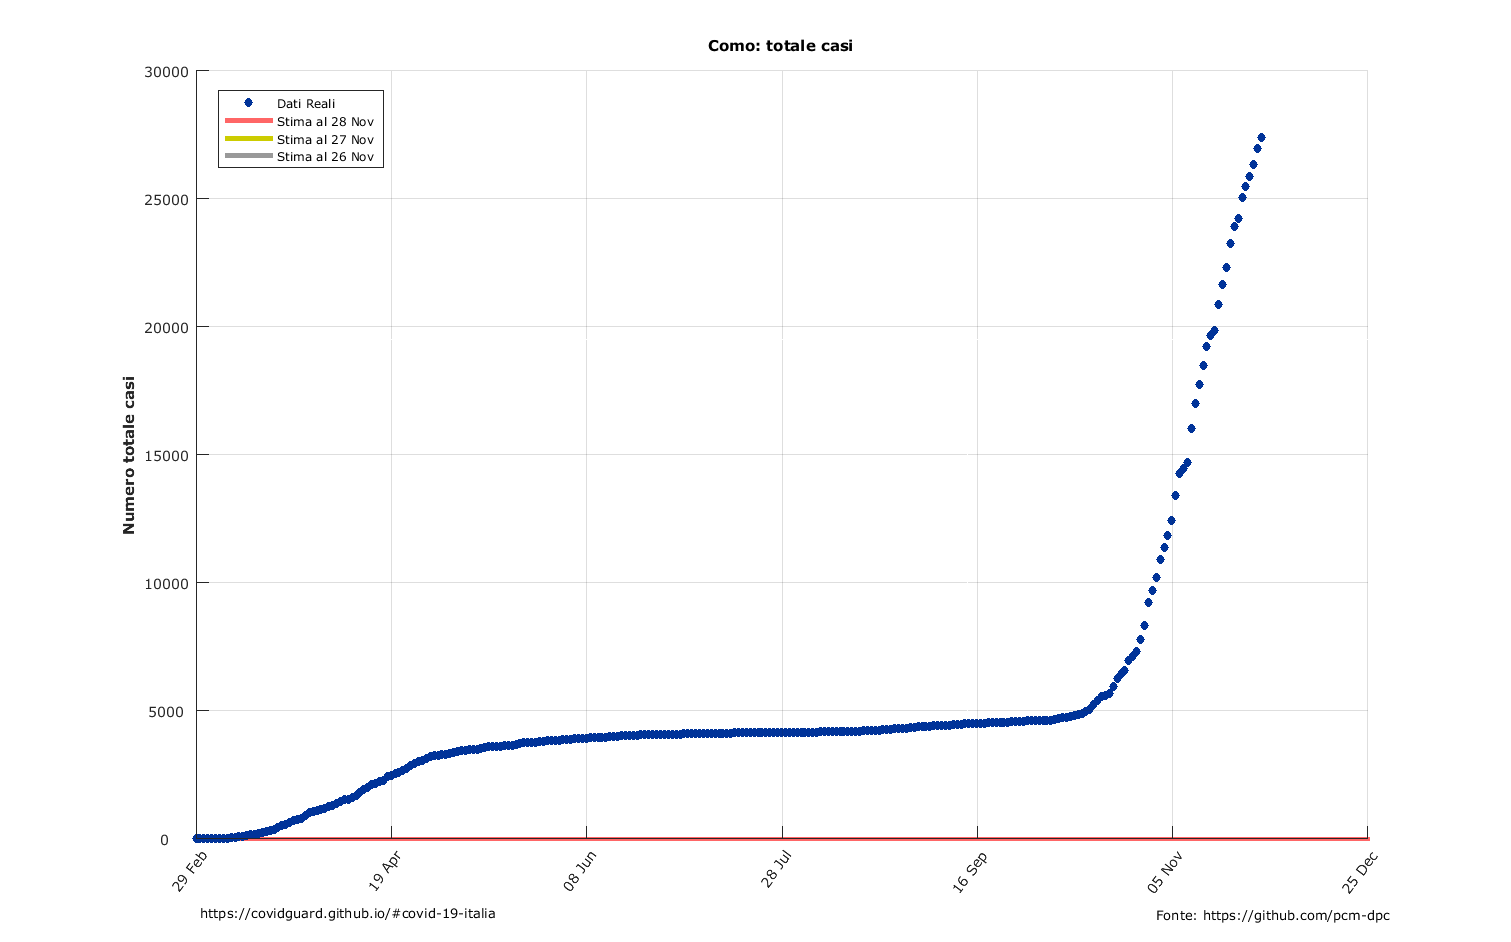 Como: totale casi
30000
25000
20000
15000
10000
5000
0
Numero totale casi
Dati Reali
Stima al 28 Nov
Stima al 27 Nov
Stima al 26 Nov
29 Feb
19 Apr
08 Jun
28 Jul
16 Sep
05 Nov
25 Dec
https://covidguard.github.io/#covid-19-italia
Fonte: https://github.com/pcm-dpc